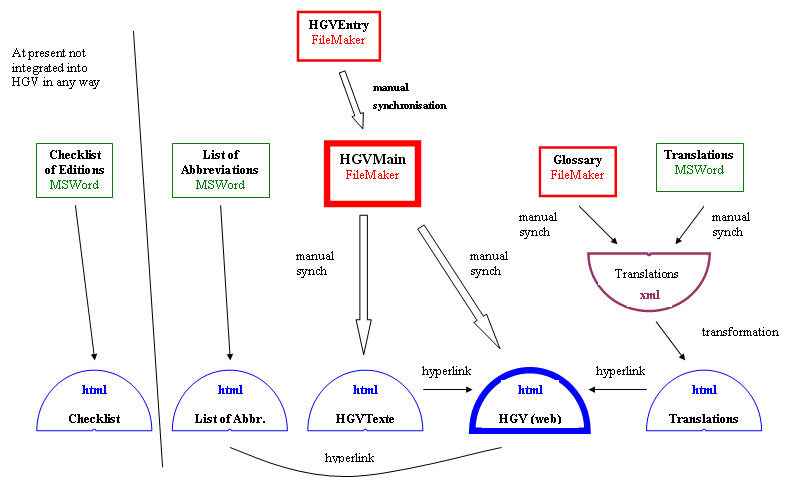 HGVEntry
FileMaker
At present not
integrated into
HGV in any way
manual
synchronisation
Checklist
of Editions
MSWord
List of
Abbreviations
MSWord
HGVMain
FileMaker
Glossary
FileMaker
Translations
MSWord
manual
synch
manual
synch
manual
synch
manual
synch
Translations
xml
transformation
hyperlink
hyperlink
html
Checklist
html
List of Abbr.
html
HGVTexte
html
HGV (web)
html
Translations
hyperlink